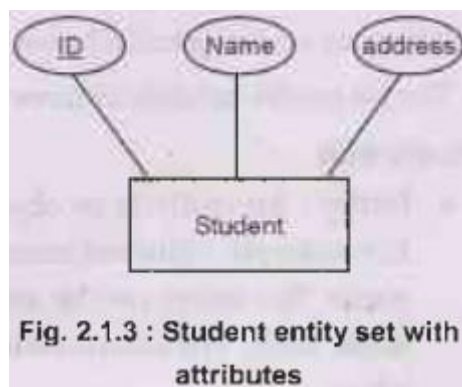 ID Name address
Student
Fig. 2.1.3 : Student entity set with
attributes